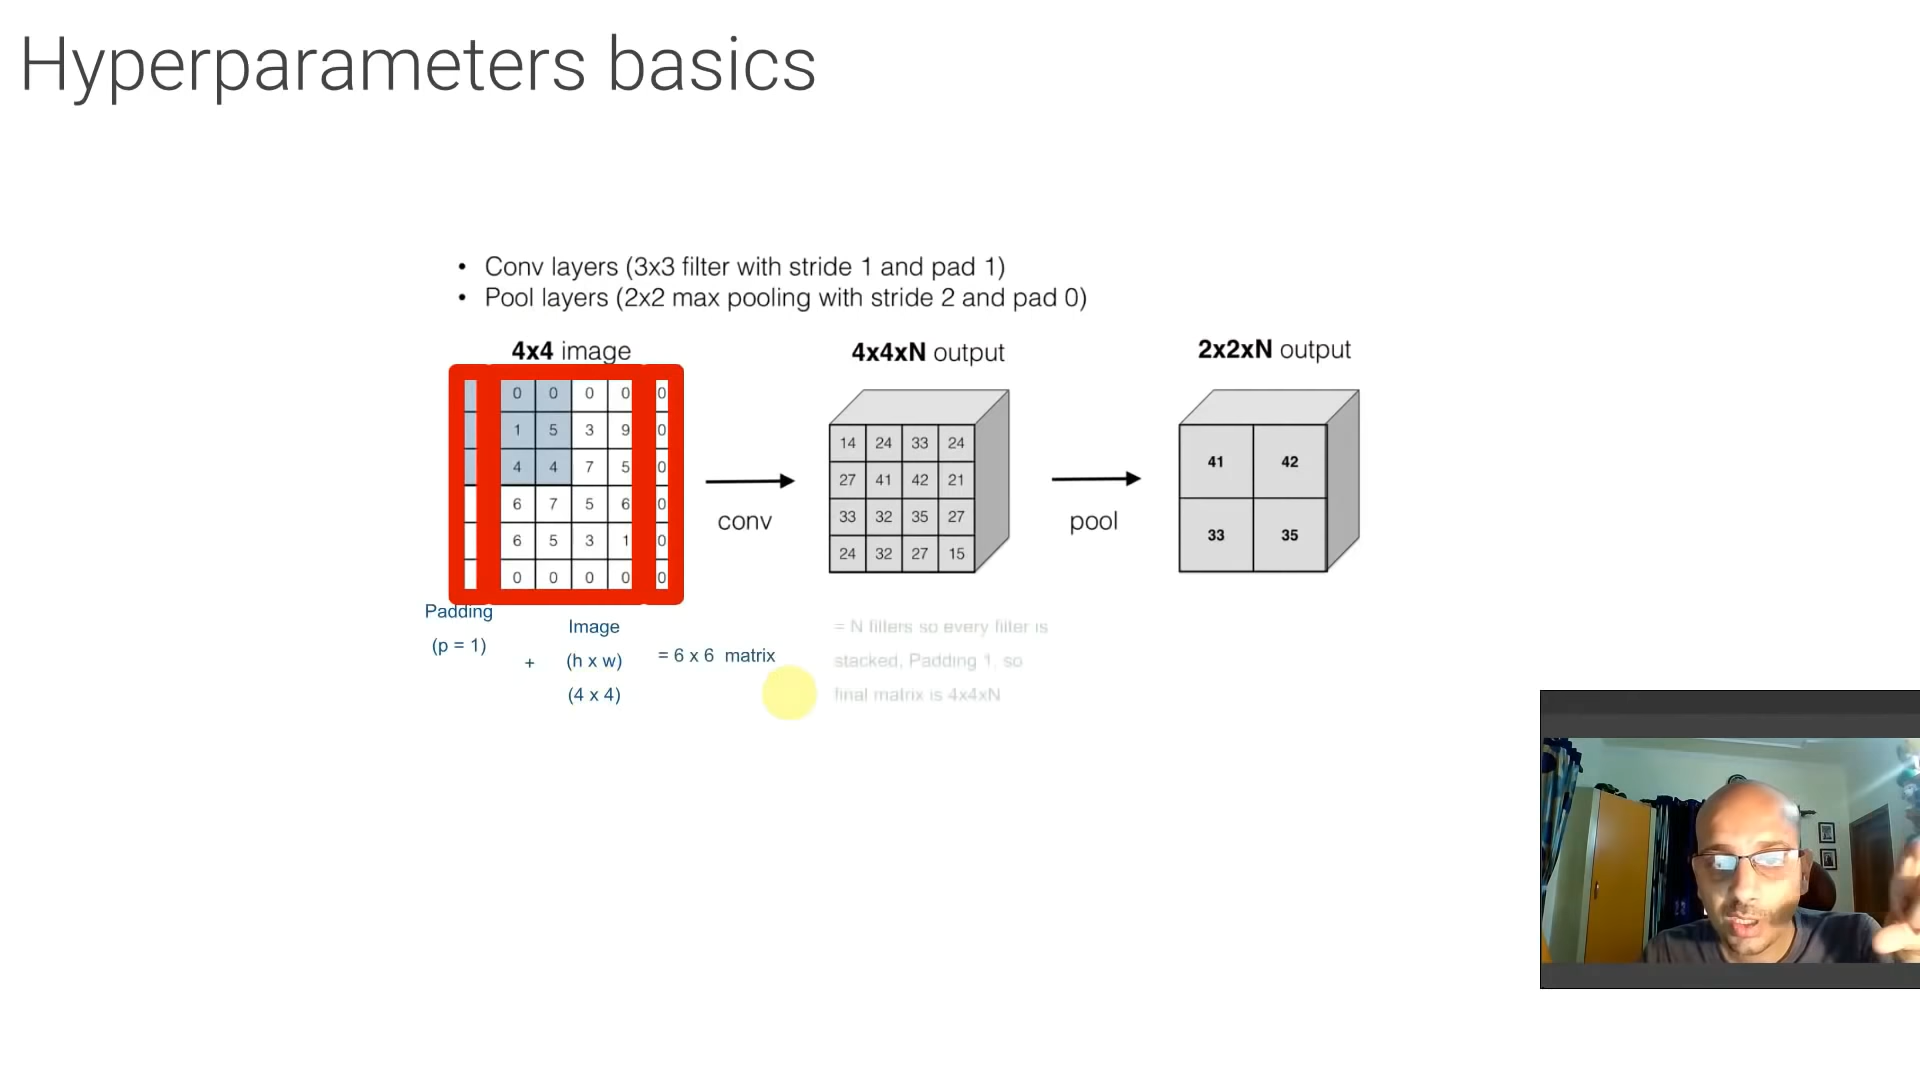 Hyperparameters basics
• Conv layers (3x3 filter with stride 1 and pad 1)
• Pool layers (2x2 max pooling with stride 2 and pad 0)
4x4 image
4x4xN output
2x2xN output
0 0 0 0 0
1 5 3 9 0
4 4 7 5 0
6 7 5 6 0
6 5 3 1 0
0 0 0 0 0
conv
14 24 33 24
27 41 42 21
33 32 35 27
24 32 27 15
pool
41 42
33 35
Padding
(p = 1)
+
Image
(h x w)
(4 x 4)
= 6 x 6 matrix
= N filters so every filter is
stacked, Padding 1, so
final matrix is 4x4xN